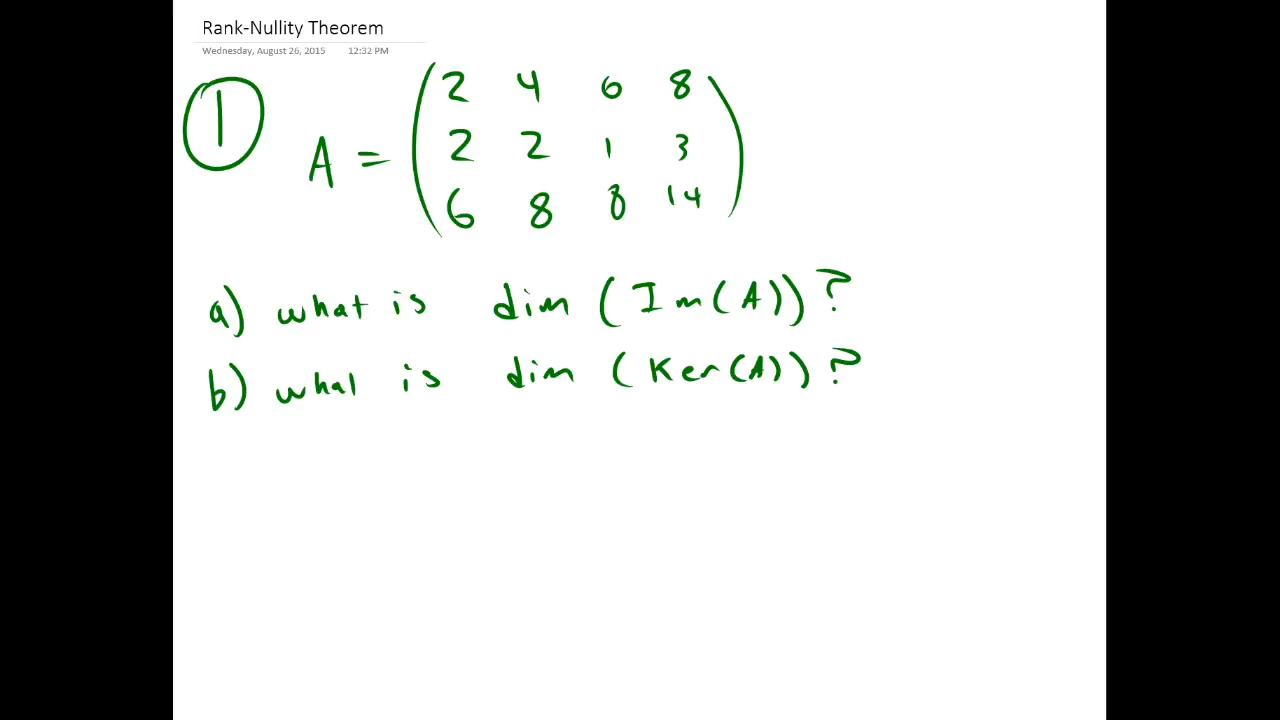 Rank-Nullity Theorem
Wednesday, August 26, 2015 12:32 PM
1
A = ( 2 4 6 8
2 2 1 3
6 8 8 14 )
a) what is dim (Im(A))?
b) what is dim (Ker(A))?